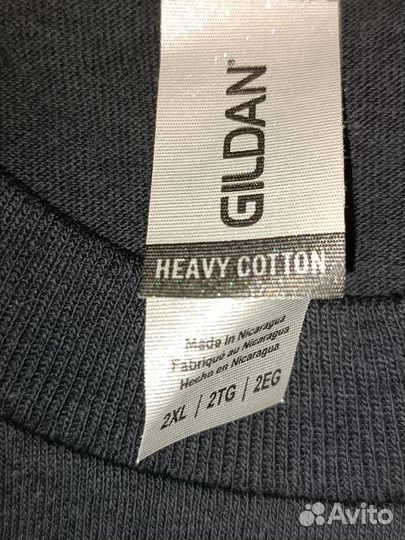 GILDAN®
HEAVY COTTON
Made in Nicaragua
Fabriqué au Nicaragua
Hecho en Nicaragua
2XL / 2TG / 2EG
Avito